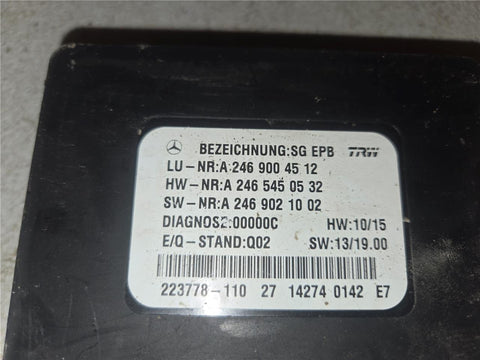 BEZEICHNUNG:SG EPB TRW
LU-NR:A 246 900 45 12
HW-NR:A 246 545 05 32
SW-NR:A 246 902 10 02
DIAGNOSE:00000C HW:10/15
E/Q-STAND:Q02 SW:13/19.00
223778-110 27 14274 0142 E7